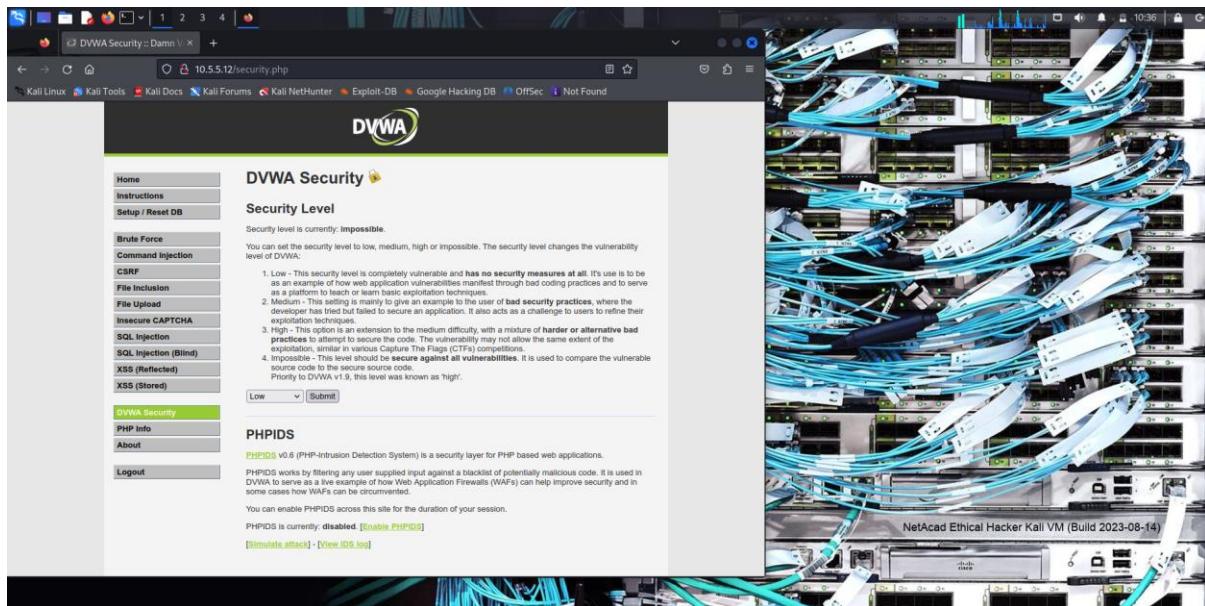 1 2 3 4
10:36
DVWA Security :: Damn V
10.5.5.12/security.php
Kali Linux Kali Tools Kali Docs Kali Forums Kali NetHunter Exploit-DB Google Hacking DB OffSec Not Found
DVWA
Home
Instructions
Setup / Reset DB
Brute Force
Command Injection
CSRF
File Inclusion
File Upload
Insecure CAPTCHA
SQL Injection
SQL Injection (Blind)
XSS (Reflected)
XSS (Stored)
DVWA Security
PHP Info
About
Logout
DVWA Security
Security Level
Security level is currently: impossible.
You can set the security level to low, medium, high or impossible. The security level changes the vulnerability
level of DVWA:
1. Low - This security level is completely vulnerable and has no security measures at all. It's use is to be
as an example of how web application vulnerabilities manifest through bad coding practices and to serve
as a platform to teach or learn basic exploitation techniques.
2. Medium - This setting is mainly to give an example to the user of bad security practices, where the
developer has tried but failed to secure an application. It also acts as a challenge to users to refine their
exploitation techniques.
3. High - This option is an extension to the medium difficulty, with a mixture of harder or alternative bad
practices to attempt to secure the code. The vulnerability may not allow the same extent of the
exploitation, similar in various Capture The Flags (CTFs) competitions.
4. Impossible - This level should be secure against all vulnerabilities. It is used to compare the vulnerable
source code to the secure source code.
Priority to DVWA v1.9, this level was known as 'high'.
Low Submit
PHPIDS
PHPIDS v0.6 (PHP-Intrusion Detection System) is a security layer for PHP based web applications.
PHPIDS works by filtering any user supplied input against a blacklist of potentially malicious code. It is used in
DVWA to serve as a live example of how Web Application Firewalls (WAFs) can help improve security and in
some cases how WAFs can be circumvented.
You can enable PHPIDS across this site for the duration of your session.
PHPIDS is currently: disabled. [Enable PHPIDS]
[Simulate attack] - [View IDS log]
NetAcad Ethical Hacker Kali VM (Build 2023-08-14)